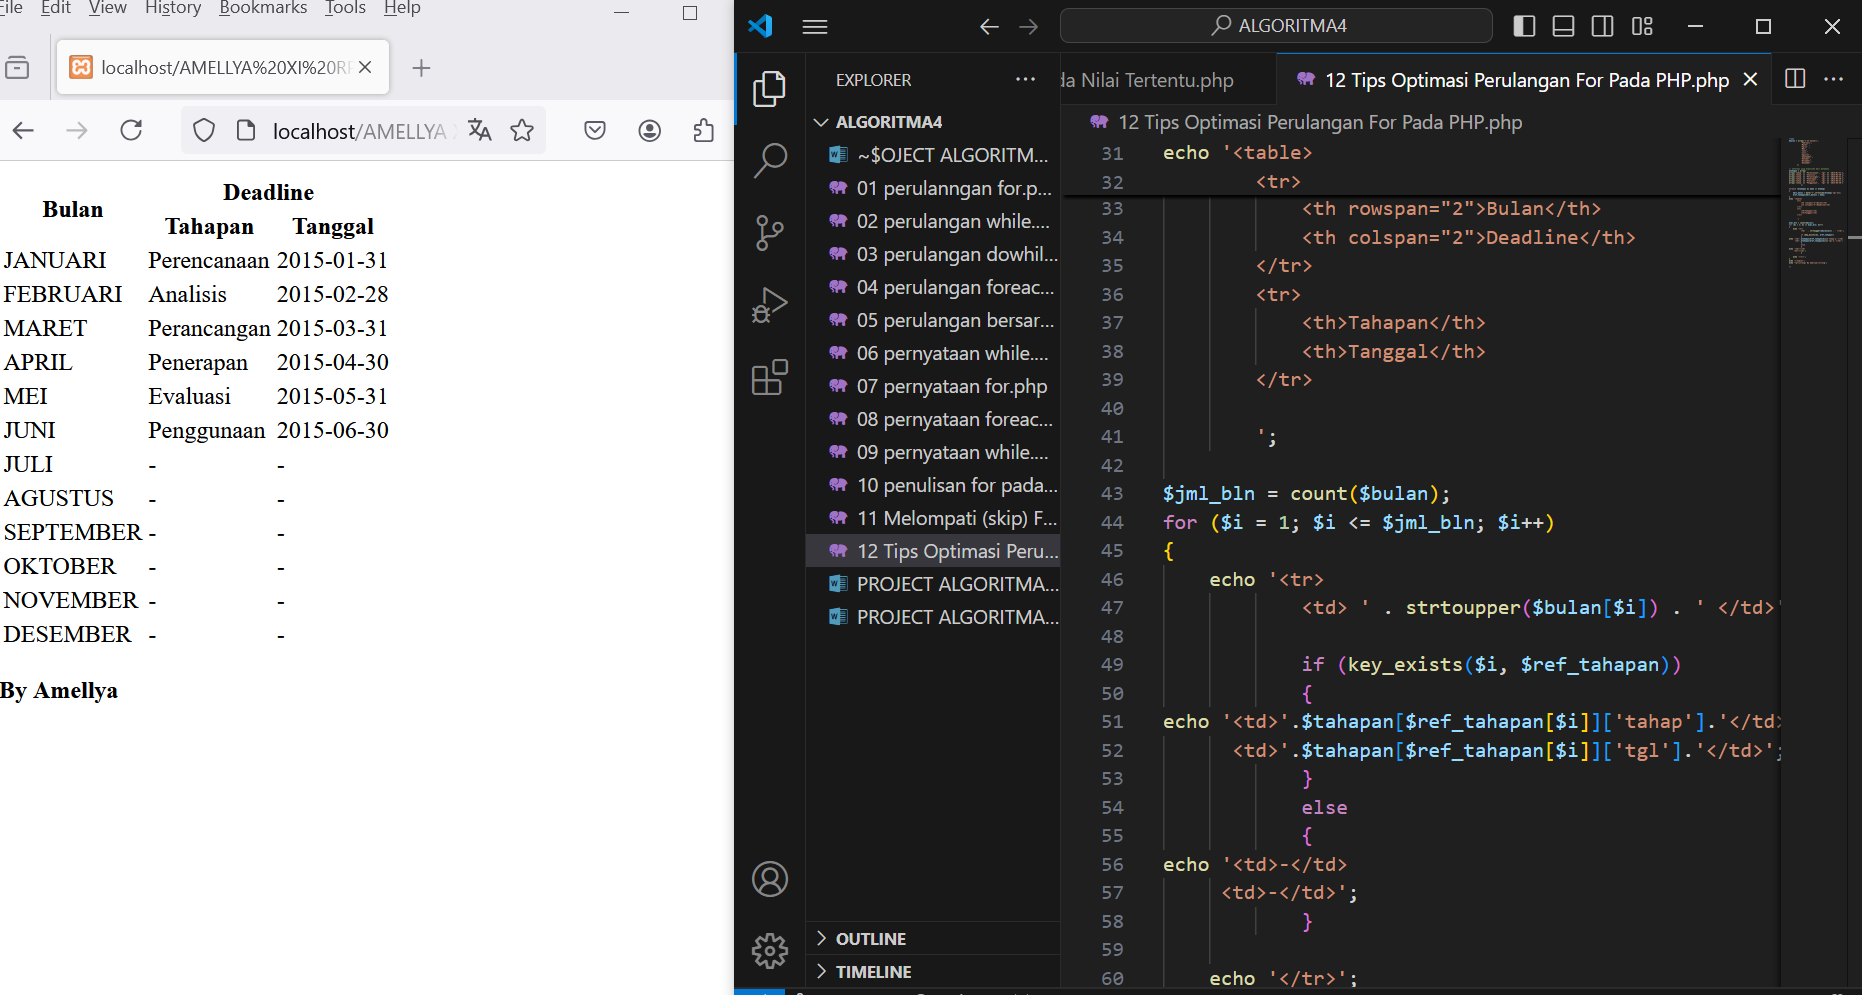 File Edit View History Bookmarks Tools Help
localhost/AMELLYA%20XI%20RP
localhost/AMELLYA
Bulan Deadline
Tahapan Tanggal
JANUARI Perencanaan 2015-01-31
FEBRUARI Analisis 2015-02-28
MARET Perancangan 2015-03-31
APRIL Penerapan 2015-04-30
MEI Evaluasi 2015-05-31
JUNI Penggunaan 2015-06-30
JULI - -
AGUSTUS - -
SEPTEMBER - -
OKTOBER - -
NOVEMBER - -
DESEMBER - -
By Amellya
ALGORITMA4
EXPLORER
ALGORITMA4
~$OJECT ALGORITM...
01 perulanngan for.p...
02 perulangan while....
03 perulangan dowhil...
04 perulangan foreac...
05 perulangan bersar...
06 pernyataan while....
07 pernyataan for.php
08 pernyataan foreac...
09 pernyataan while....
10 penulisan for pada...
11 Melompati (skip) F...
12 Tips Optimasi Peru...
PROJECT ALGORITMA...
PROJECT ALGORITMA...
OUTLINE
TIMELINE
da Nilai Tertentu.php
12 Tips Optimasi Perulangan For Pada PHP.php
12 Tips Optimasi Perulangan For Pada PHP.php
31 echo '<table>
32 <tr>
33 <th rowspan="2">Bulan</th>
34 <th colspan="2">Deadline</th>
35 </tr>
36 <tr>
37 <th>Tahapan</th>
38 <th>Tanggal</th>
39 </tr>
40
41 ';
42
43 $jml_bln = count($bulan);
44 for ($i = 1; $i <= $jml_bln; $i++)
45 {
46 echo '<tr>
47 <td> ' . strtoupper($bulan[$i]) . ' </td>'
48
49 if (key_exists($i, $ref_tahapan))
50 {
51 echo '<td>'.$tahapan[$ref_tahapan[$i]]['tahap'].'</td>
52 <td>'.$tahapan[$ref_tahapan[$i]]['tgl'].'</td>';
53 }
54 else
55 {
56 echo '<td>-</td>
57 <td>-</td>';
58 }
59
60 echo '</tr>';